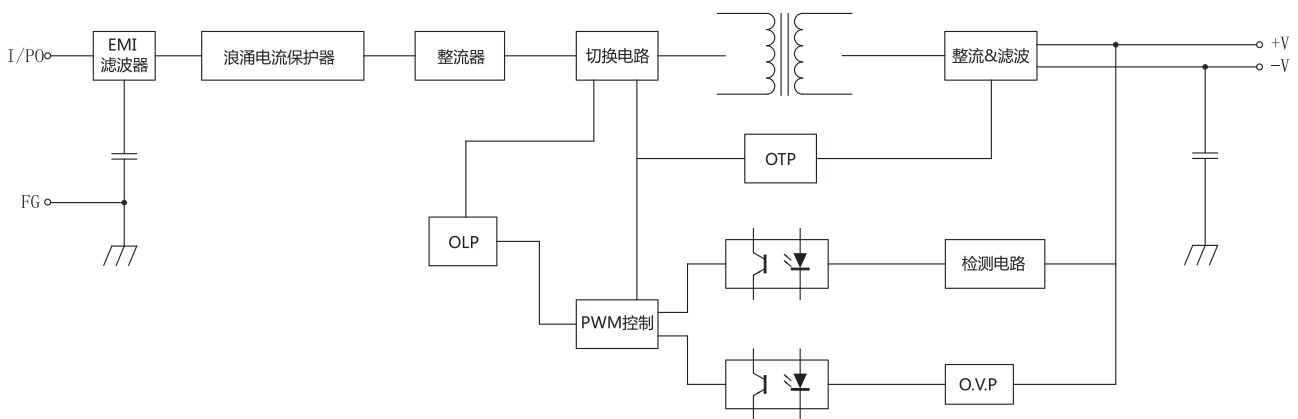 I/PO
EMI
滤波器
浪涌电流保护器
整流器
切换电路
整流&滤波
+V
-V
OTP
FG
OLP
检测电路
PWM控制
O.V.P